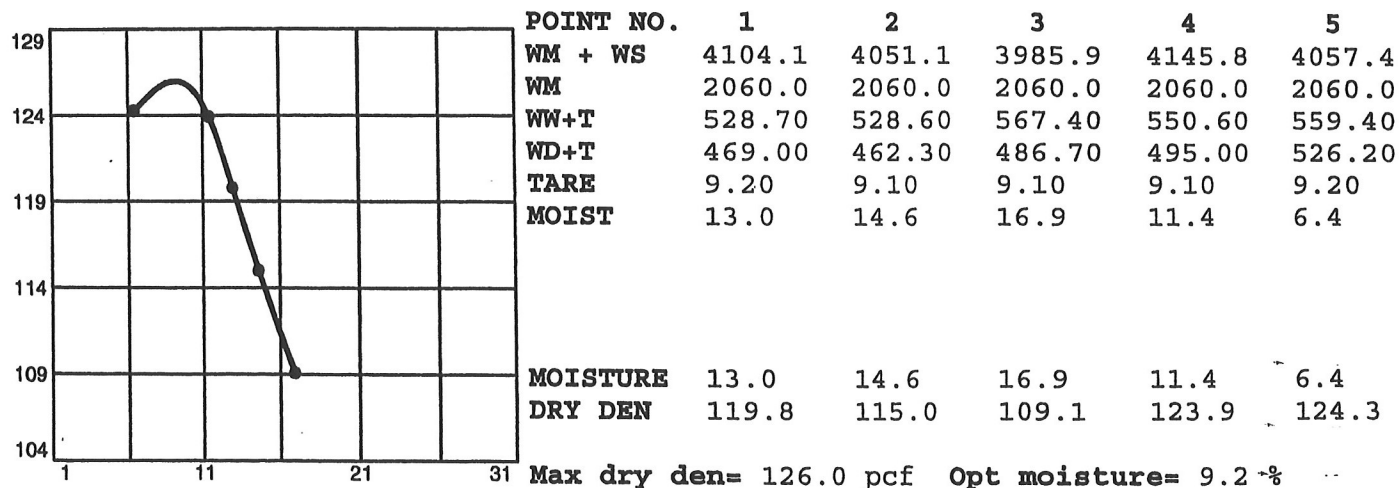 129
124
119
114
109
104
1 11 21 31
POINT NO. 1 2 3 4 5
WM + WS 4104.1 4051.1 3985.9 4145.8 4057.4
WM 2060.0 2060.0 2060.0 2060.0 2060.0
WW+T 528.70 528.60 567.40 550.60 559.40
WD+T 469.00 462.30 486.70 495.00 526.20
TARE 9.20 9.10 9.10 9.10 9.20
MOIST 13.0 14.6 16.9 11.4 6.4
MOISTURE 13.0 14.6 16.9 11.4 6.4
DRY DEN 119.8 115.0 109.1 123.9 124.3
Max dry den= 126.0 pcf Opt moisture= 9.2 %